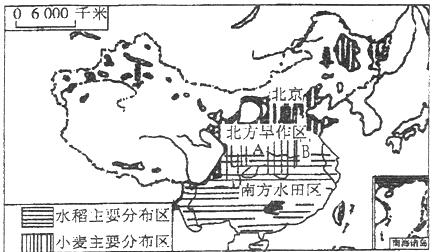 0 6 000 千米
北京
北方旱作区
A B
南方水田区
水稻主要分布区
小麦主要分布区
南海诸岛